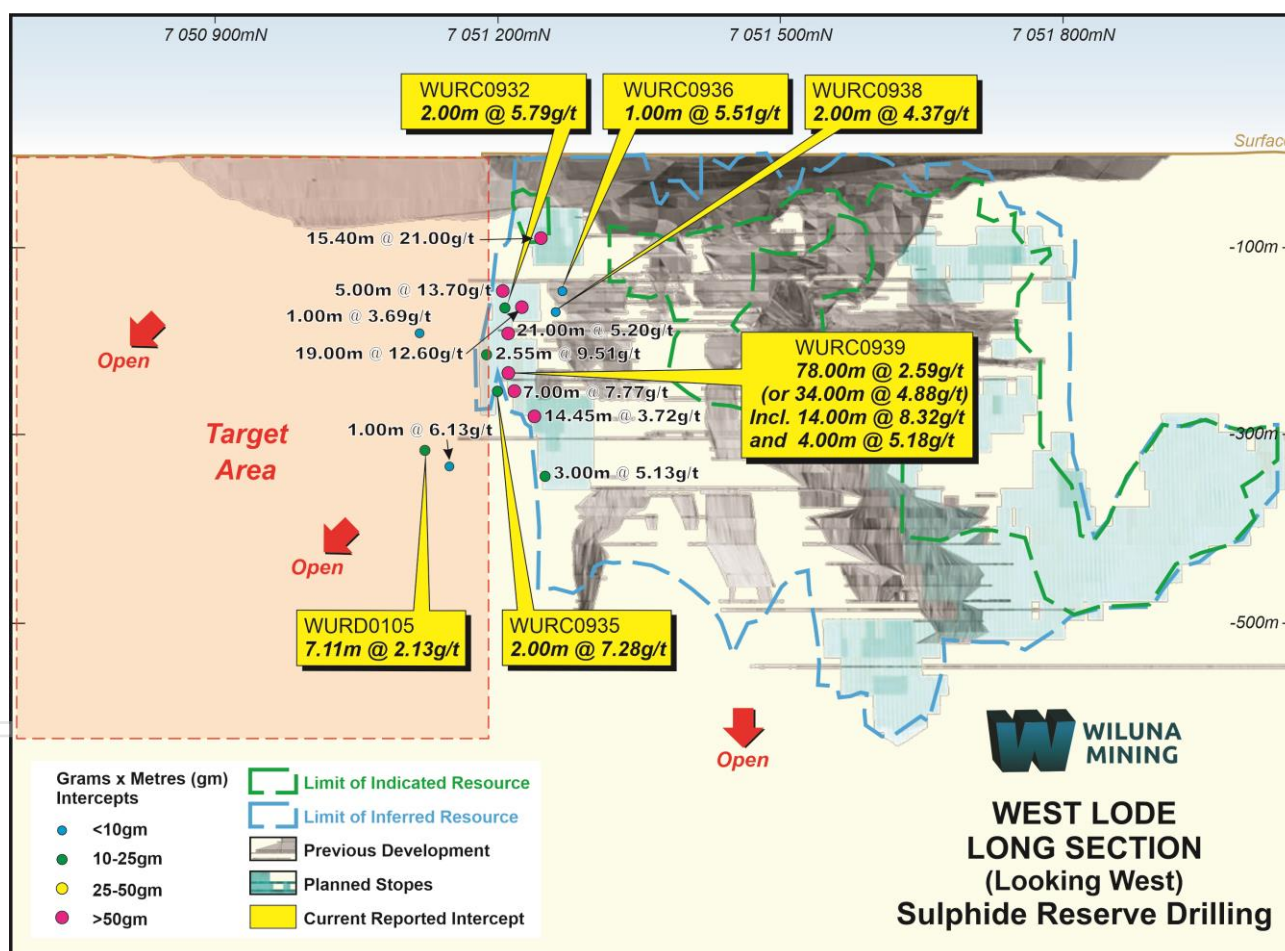 7 050 900mN
7 051 200mN
7 051 500mN
7 051 800mN
WURC0932
2.00m @ 5.79g/t
WURC0936
1.00m @ 5.51g/t
WURC0938
2.00m @ 4.37g/t
Surface
15.40m @ 21.00g/t
-100m
5.00m @ 13.70g/t
1.00m @ 3.69g/t
21.00m @ 5.20g/t
19.00m @ 12.60g/t
2.55m @ 9.51g/t
Open
WURC0939
78.00m @ 2.59g/t
(or 34.00m @ 4.88g/t)
Incl. 14.00m @ 8.32g/t
and 4.00m @ 5.18g/t
7.00m @ 7.77g/t
14.45m @ 3.72g/t
1.00m @ 6.13g/t
Target
Area
-300m
3.00m @ 5.13g/t
Open
WURD0105
7.11m @ 2.13g/t
WURC0935
2.00m @ 7.28g/t
-500m
Open
WILUNA
MINING
WEST LODE
LONG SECTION
(Looking West)
Sulphide Reserve Drilling
Grams x Metres (gm)
Intercepts
<10gm
10-25gm
25-50gm
>50gm
Limit of Indicated Resource
Limit of Inferred Resource
Previous Development
Planned Stopes
Current Reported Intercept